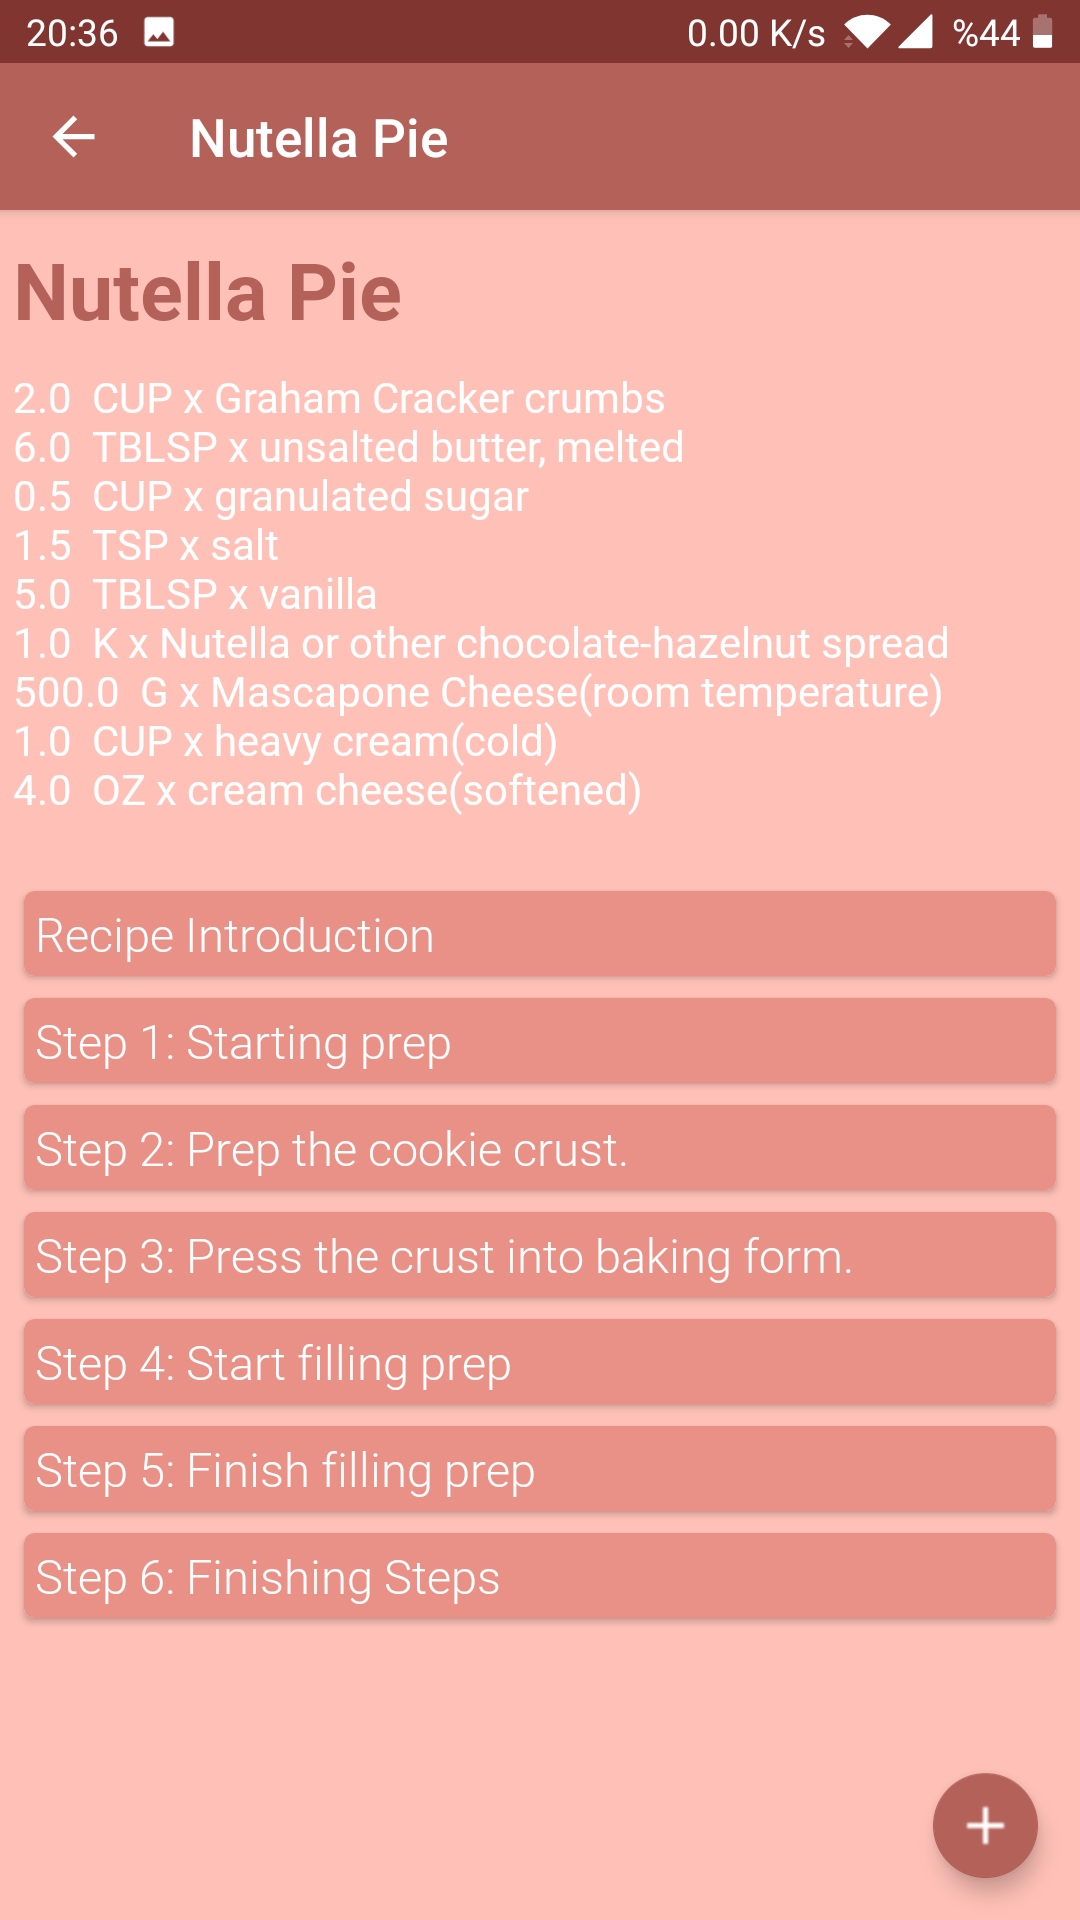 20:36 0.00 K/s %44
Nutella Pie
Nutella Pie
2.0 CUP x Graham Cracker crumbs
6.0 TBLSP x unsalted butter, melted
0.5 CUP x granulated sugar
1.5 TSP x salt
5.0 TBLSP x vanilla
1.0 K x Nutella or other chocolate-hazelnut spread
500.0 G x Mascapone Cheese(room temperature)
1.0 CUP x heavy cream(cold)
4.0 OZ x cream cheese(softened)
Recipe Introduction
Step 1: Starting prep
Step 2: Prep the cookie crust.
Step 3: Press the crust into baking form.
Step 4: Start filling prep
Step 5: Finish filling prep
Step 6: Finishing Steps